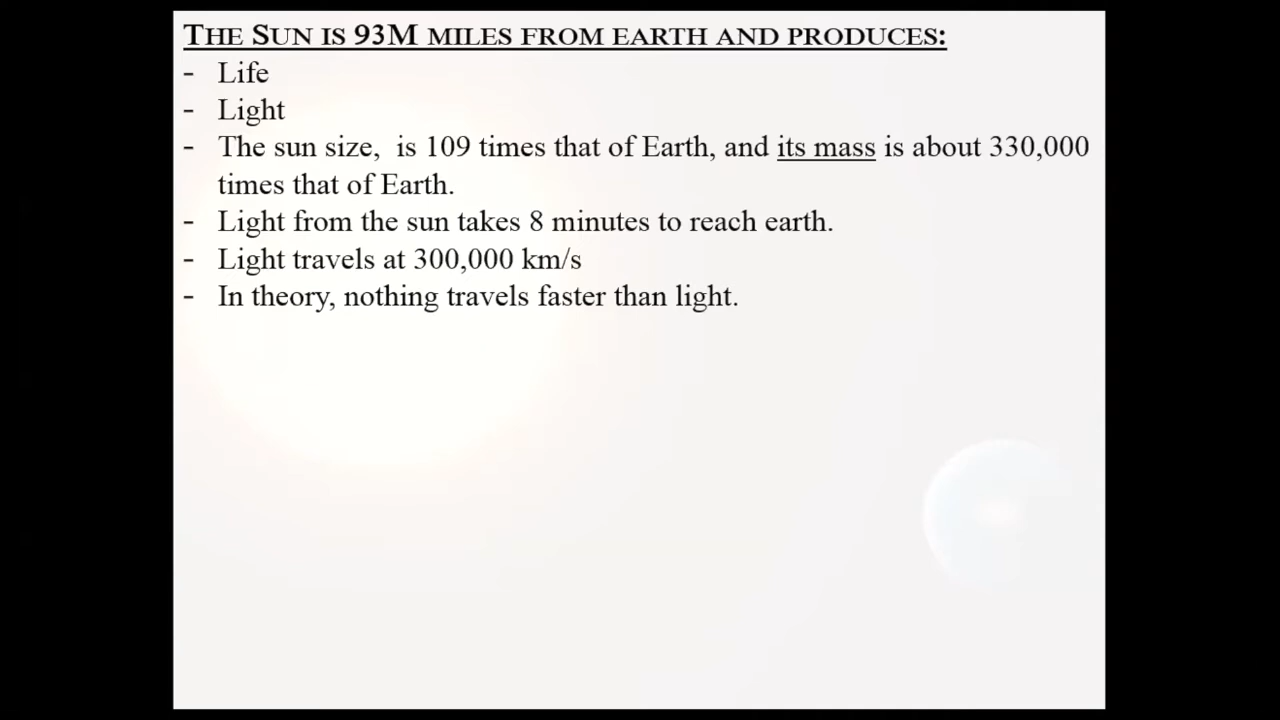 THE SUN IS 93M MILES FROM EARTH AND PRODUCES:
- Life
- Light
- The sun size,  is 109 times that of Earth, and its mass is about 330,000
times that of Earth.
- Light from the sun takes 8 minutes to reach earth.
- Light travels at 300,000 km/s
- In theory, nothing travels faster than light.